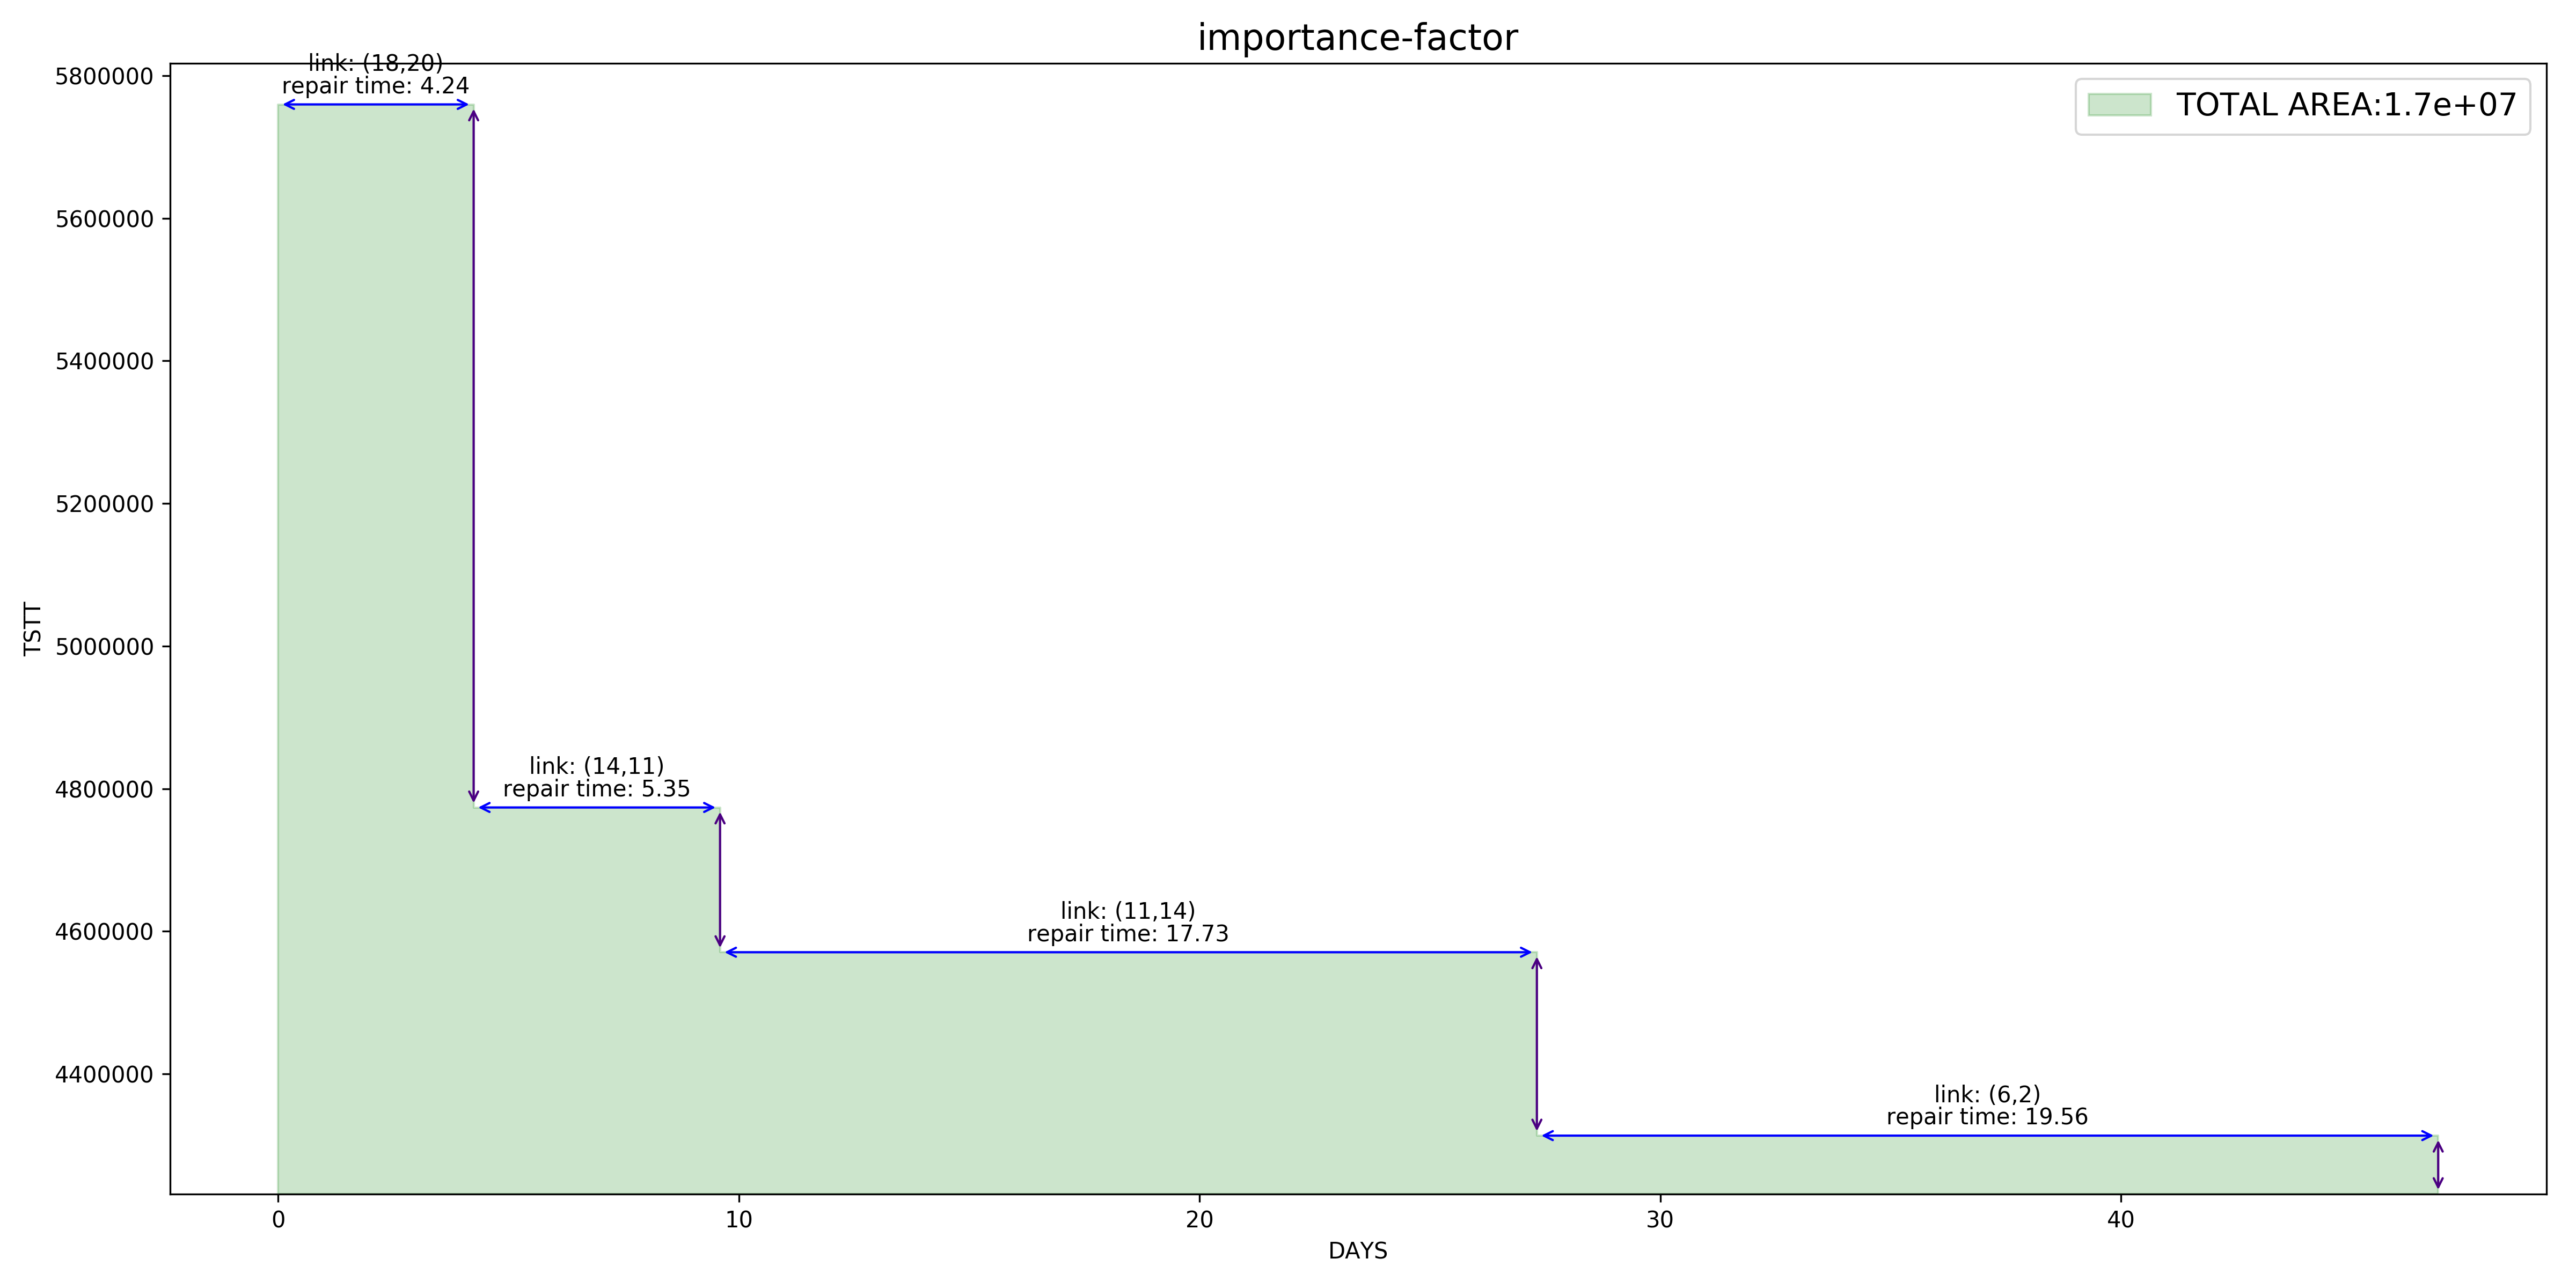 importance-factor
link: (18,20)
repair time: 4.24
TOTAL AREA:1.7e+07
5800000
5600000
5400000
5200000
5000000
4800000
4600000
4400000
TSTT
link: (14,11)
repair time: 5.35
link: (11,14)
repair time: 17.73
link: (6,2)
repair time: 19.56
0
10
20
30
40
DAYS